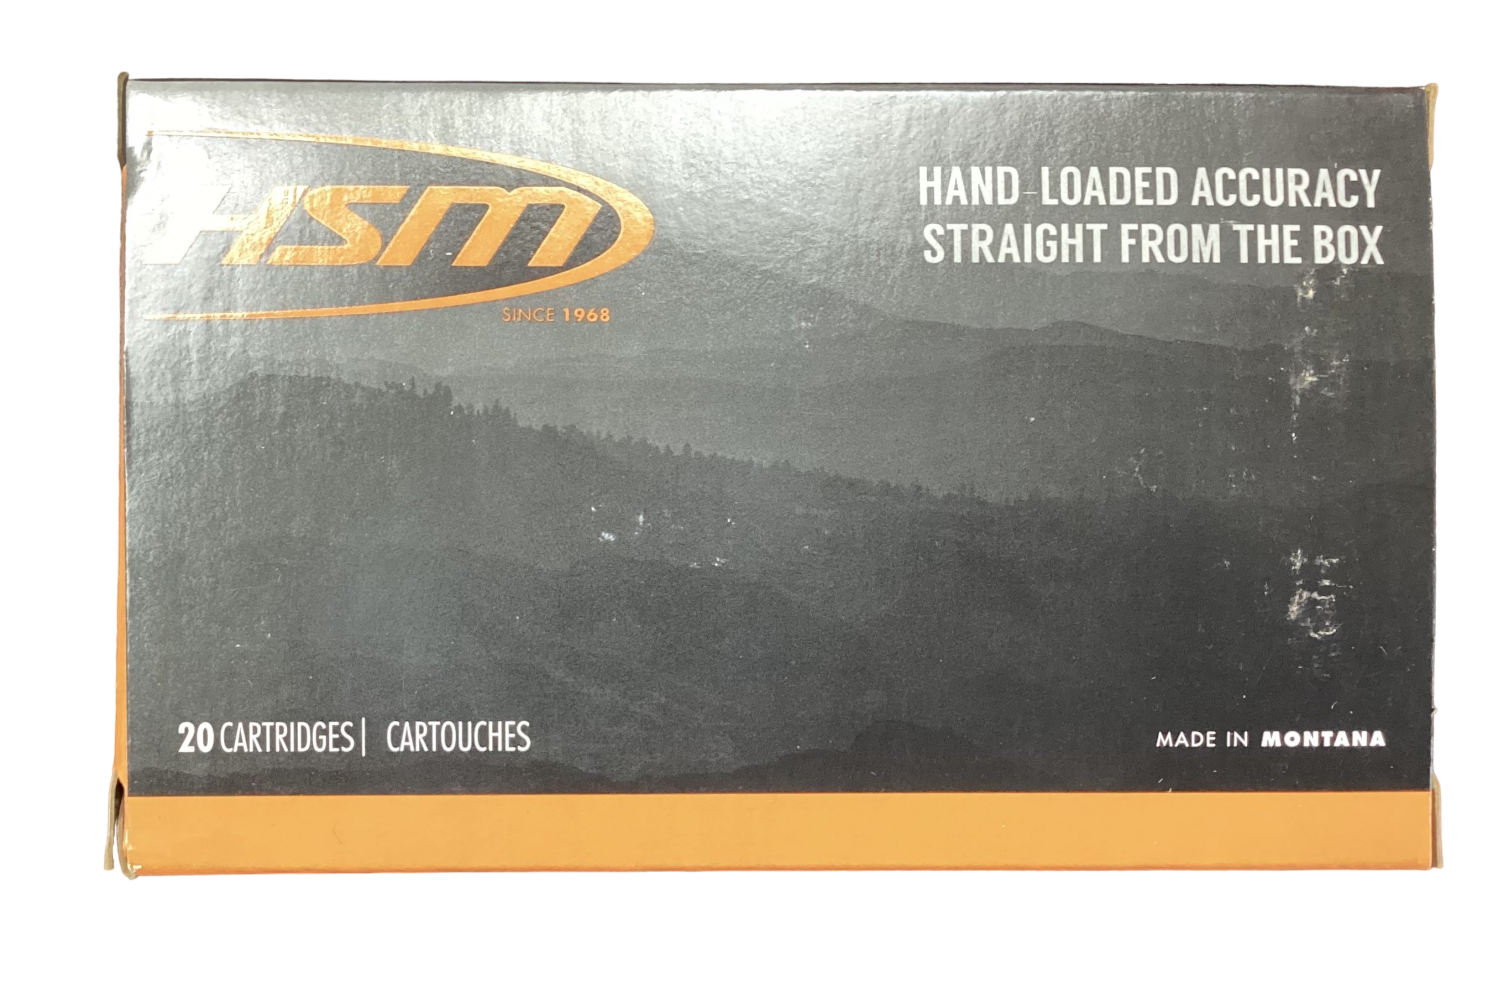 HSM
SINCE 1968
HAND-LOADED ACCURACY
STRAIGHT FROM THE BOX
20 CARTRIDGES| CARTOUCHES
MADE IN MONTANA